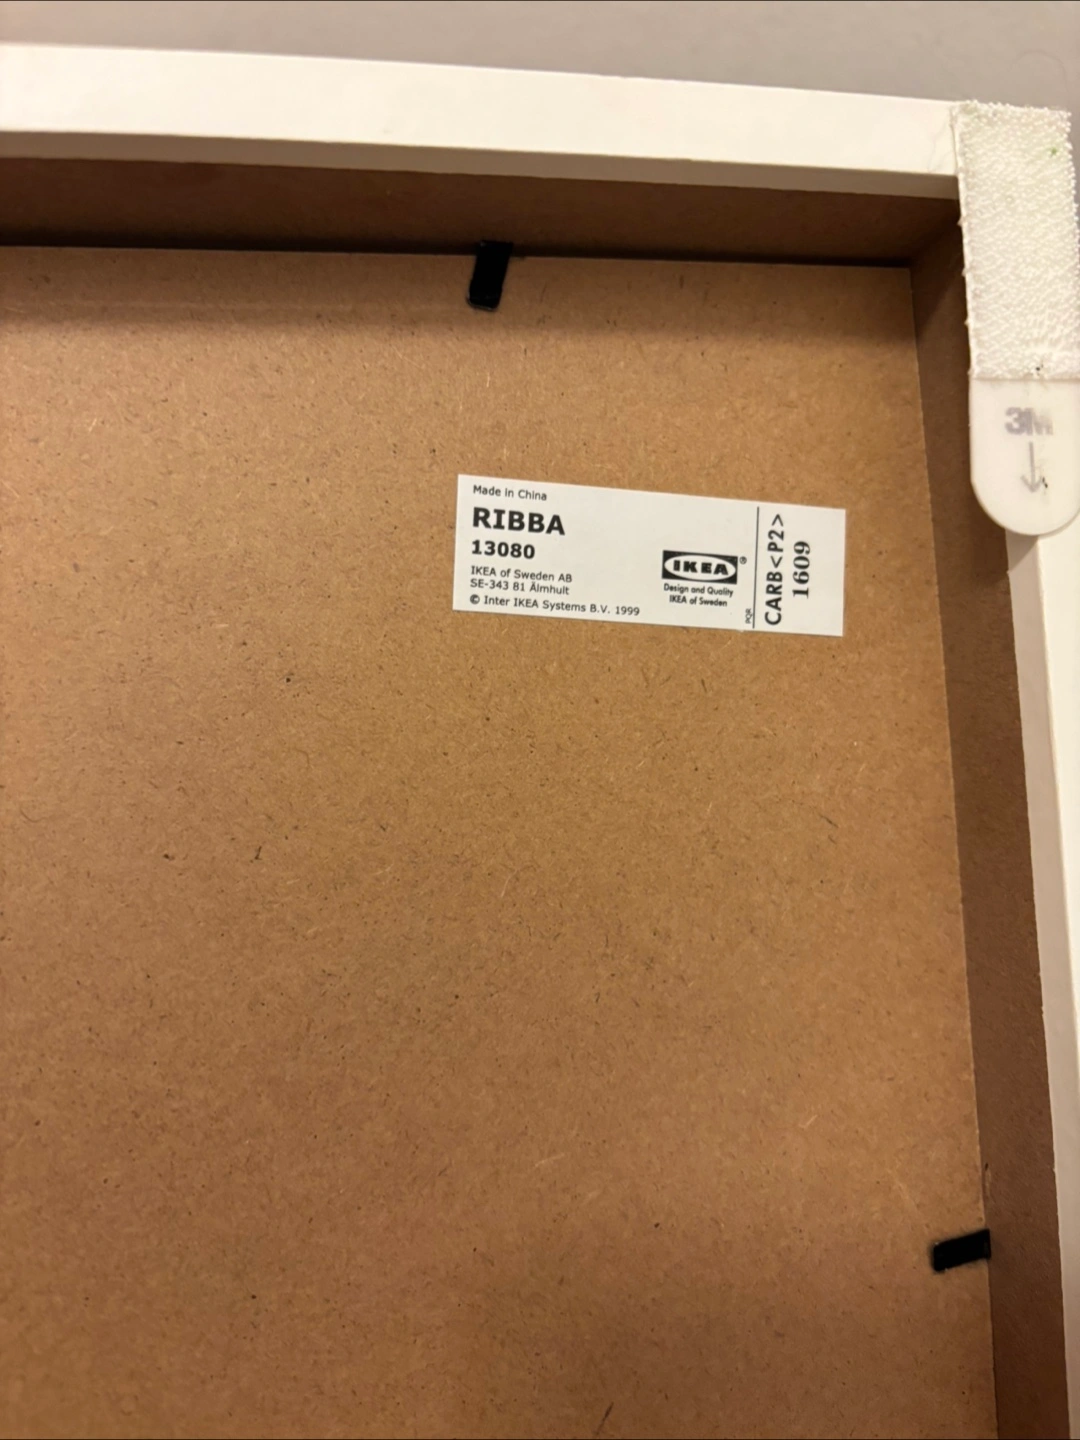 Made in China
RIBBA
13080
IKEA of Sweden AB
SE-343 81 Älmhult
© Inter IKEA Systems B.V. 1999
IKEA®
Design and Quality
IKEA of Sweden
PQR
CARB<P2>
1609
3M